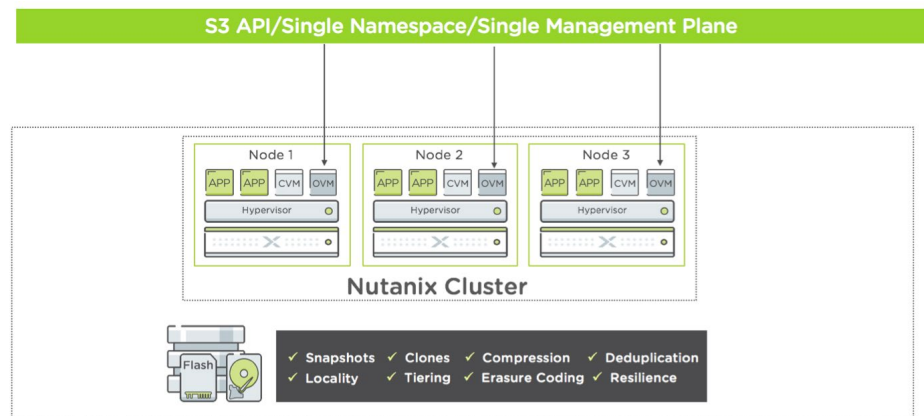 S3 API/Single Namespace/Single Management Plane
Node 1
Node 2
Node 3
APP APP CVM OVM
APP APP CVM OVM
APP APP CVM OVM
Hypervisor
Hypervisor
Hypervisor
Nutanix Cluster
Flash
✓ Snapshots ✓ Clones ✓ Compression ✓ Deduplication
✓ Locality ✓ Tiering ✓ Erasure Coding ✓ Resilience